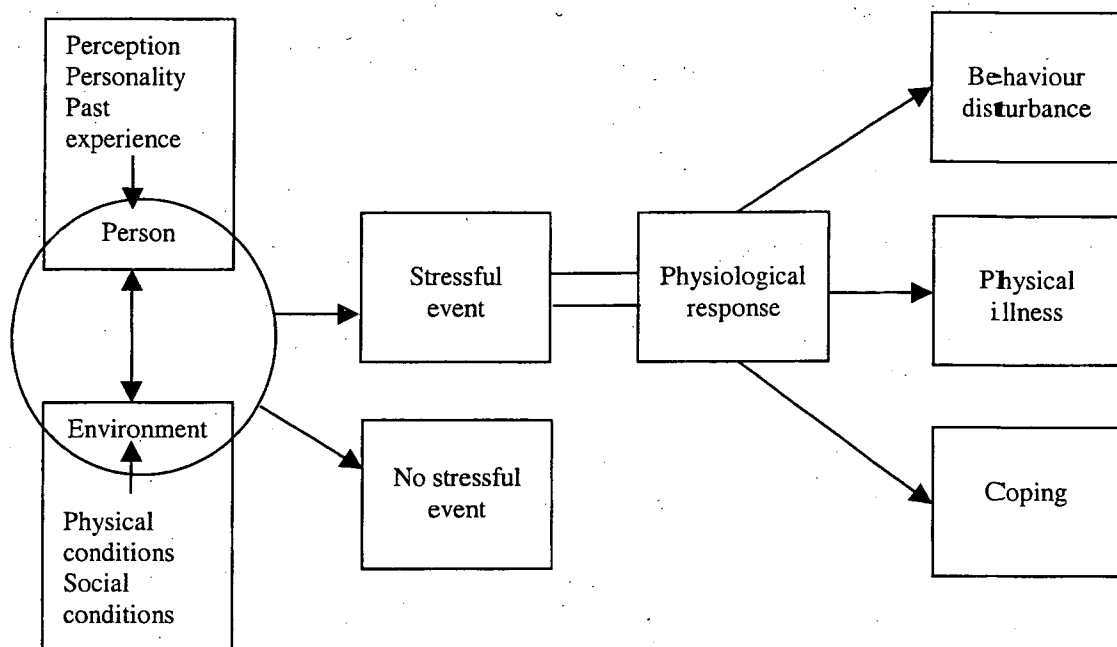 Perception
Personality
Past
experience
Person
Environment
Physical
conditions
Social
conditions
Stressful
event
No stressful
event
Physiological
response
Behaviour
disturbance
Physical
illness
Coping